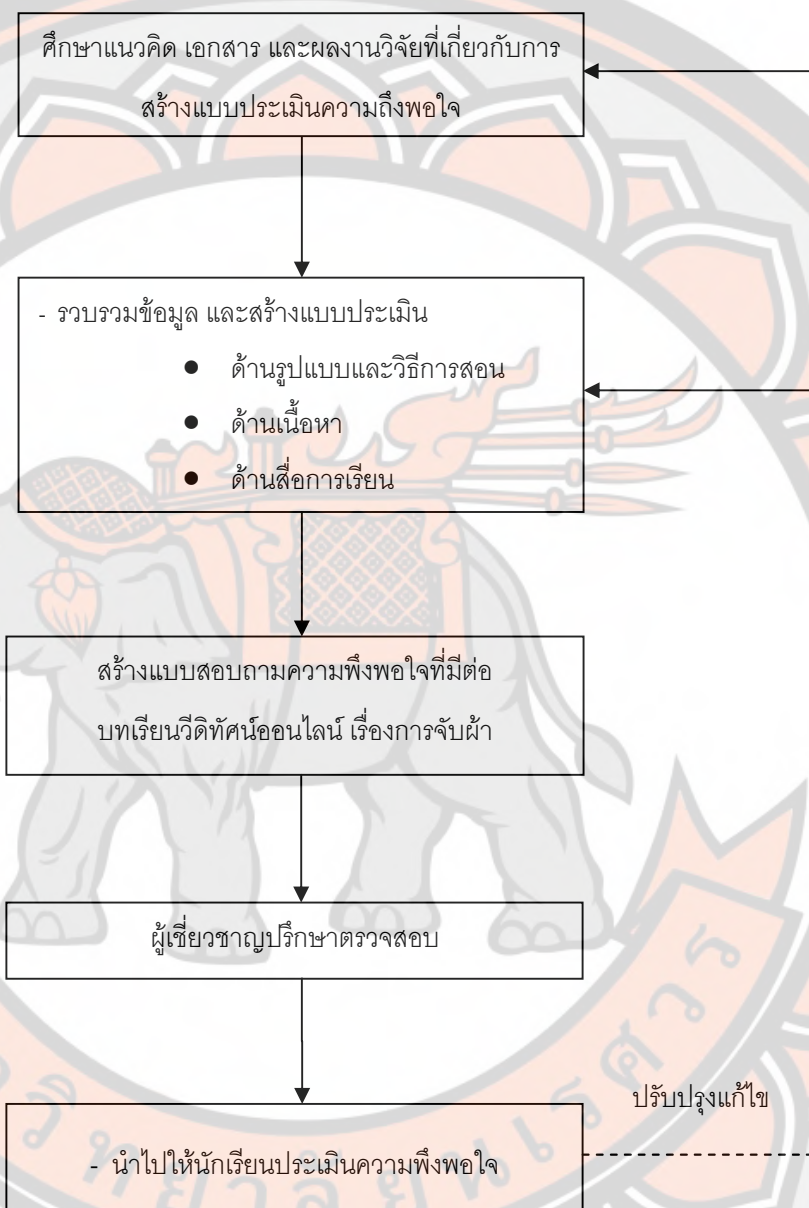 ศึกษาแนวคิด เอกสาร และผลงานวิจัยที่เกี่ยวกับการ
สร้างแบบประเมินความถึงพอใจ
- รวบรวมข้อมูล และสร้างแบบประเมิน
● ด้านรูปแบบและวิธีการสอน
● ด้านเนื้อหา
● ด้านสื่อการเรียน
สร้างแบบสอบถามความพึงพอใจที่มีต่อ
บทเรียนวีดิทัศน์ออนไลน์ เรื่องการจับผ้า
ผู้เชี่ยวชาญปรึกษาตรวจสอบ
ปรับปรุงแก้ไข
- นำไปให้นักเรียนประเมินความพึงพอใจ
วิทยาลัยนเรศวร